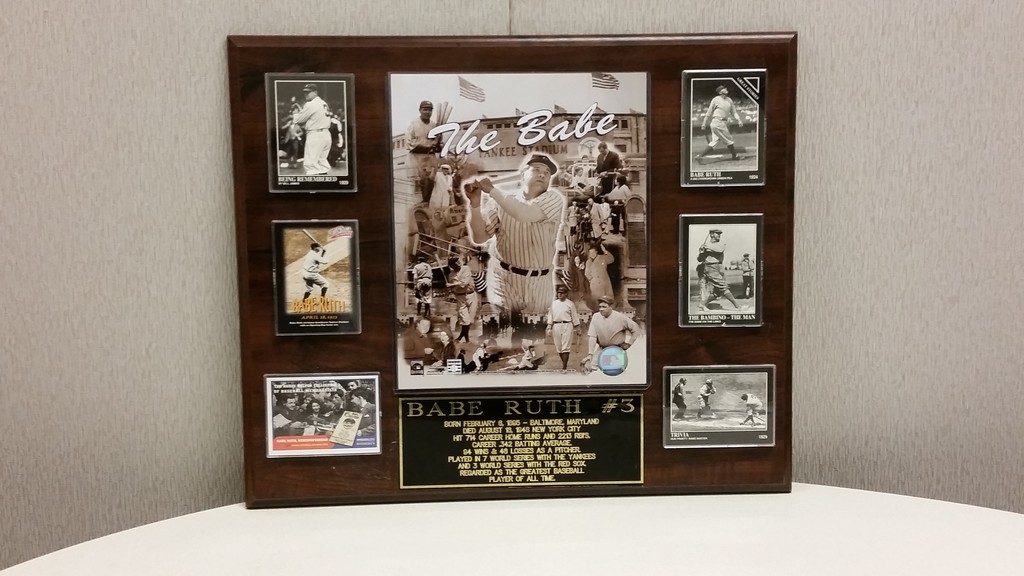 The Babe
YANKEE STADIUM
BEING REMEMBERED
BABE RUTH
1924
BABE RUTH
THE BAMBINO - THE MAN
TRIVIA
BABE RUTH #3
BORN FEBRUARY 6, 1895 - BALTIMORE, MARYLAND
DIED AUGUST 16, 1948 NEW YORK CITY
HIT 714 CAREER HOME RUNS AND 2213 RBI'S.
CAREER .342 BATTING AVERAGE.
94 WINS & 46 LOSSES AS A PITCHER.
PLAYED IN 7 WORLD SERIES WITH THE YANKEES
AND 3 WORLD SERIES WITH THE RED SOX.
REGARDED AS THE GREATEST BASEBALL
PLAYER OF ALL TIME.